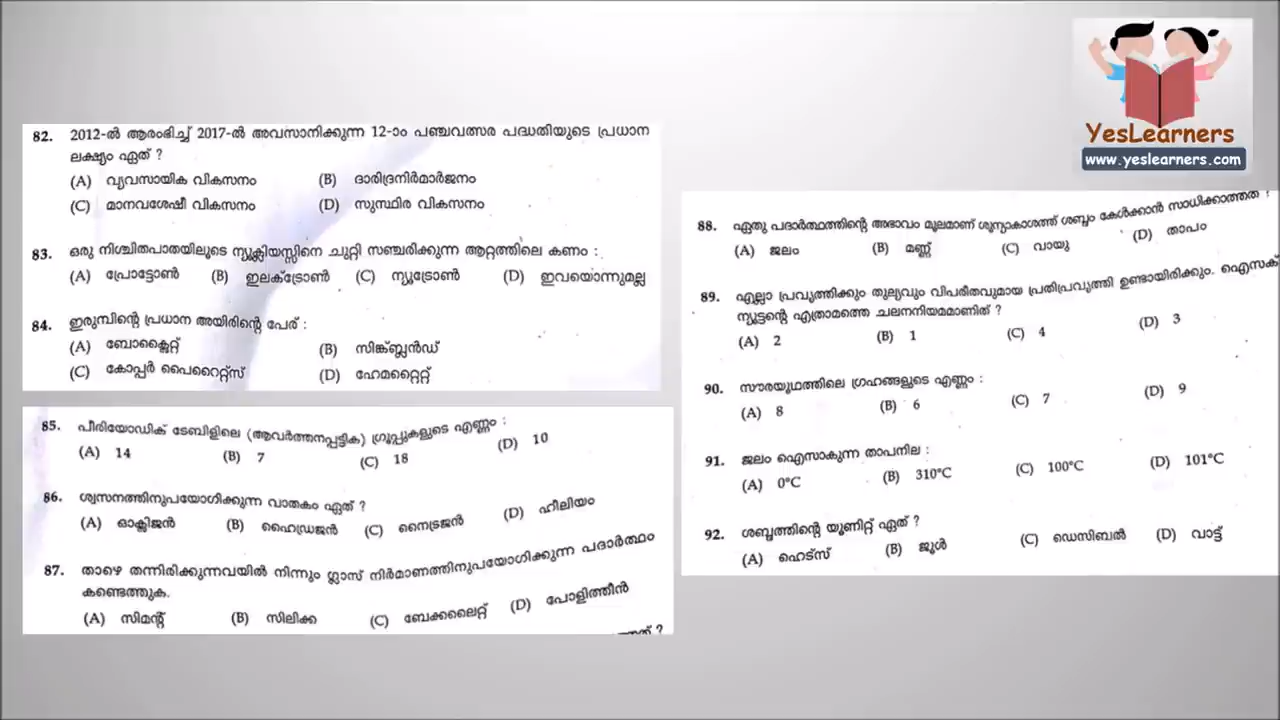 YesLearners
www.yeslearners.com
82. 2012-ൽ ആരംഭിച്ച് 2017-ൽ അവസാനിക്കുന്ന 12-ാം പഞ്ചവത്സര പദ്ധതിയുടെ പ്രധാന
ലക്ഷ്യം ഏത് ?
(A) വ്യവസായിക വികസനം (B) ദാരിദ്രനിർമാർജനം
(C) മാനവശേഷീ വികസനം (D) സുസ്ഥിര വികസനം
83. ഒരു നിശ്ചിതപാതയിലൂടെ ന്യൂക്ലിയസ്സിനെ ചുറ്റി സഞ്ചരിക്കുന്ന ആറ്റത്തിലെ കണം :
(A) പ്രോട്ടോൺ (B) ഇലക്ട്രോൺ (C) ന്യൂട്രോൺ (D) ഇവയൊന്നുമല്ല
84. ഇരുമ്പിന്റെ പ്രധാന അയിരിന്റെ പേര് :
(A) ബോക്സൈറ്റ് (B) സിങ്ക്ബ്ലൻഡ്
(C) കോപ്പർ പൈറൈറ്റ്സ് (D) ഹേമറ്റൈറ്റ്
85. പീരിയോഡിക് ടേബിളിലെ (ആവർത്തനപ്പട്ടിക) ഗ്രൂപ്പുകളുടെ എണ്ണം :
(A) 14 (B) 7 (C) 18 (D) 10
86. ശ്വസനത്തിനുപയോഗിക്കുന്ന വാതകം ഏത് ?
(A) ഓക്സിജൻ (B) ഹൈഡ്രജൻ (C) നൈട്രജൻ (D) ഹീലിയം
87. താഴെ തന്നിരിക്കുന്നവയിൽ നിന്നും ഗ്ലാസ് നിർമാണത്തിനുപയോഗിക്കുന്ന പദാർത്ഥം
കണ്ടെത്തുക.
(A) സിമന്റ് (B) സിലിക്ക (C) ബേക്കലൈറ്റ് (D) പോളിത്തീൻ
88. ഏതു പദാർത്ഥത്തിന്റെ അഭാവം മൂലമാണ് ശൂന്യാകാശത്ത് ശബ്ദം കേൾക്കാൻ സാധിക്കാത്തത ?
(A) ജലം (B) മണ്ണ് (C) വായു (D) താപം
89. എല്ലാ പ്രവൃത്തിക്കും തുല്യവും വിപരീതവുമായ പ്രതിപ്രവൃത്തി ഉണ്ടായിരിക്കും. ഐസക്
ന്യൂട്ടന്റെ എത്രാമത്തെ ചലനനിയമമാണിത് ?
(A) 2 (B) 1 (C) 4 (D) 3
90. സൗരയൂഥത്തിലെ ഗ്രഹങ്ങളുടെ എണ്ണം :
(A) 8 (B) 6 (C) 7 (D) 9
91. ജലം ഐസാകുന്ന താപനില :
(A) 0°C (B) 310°C (C) 100°C (D) 101°C
92. ശബ്ദത്തിന്റെ യൂണിറ്റ് ഏത് ?
(A) ഹെട്സ് (B) ജൂൾ (C) ഡെസിബൽ (D) വാട്ട്